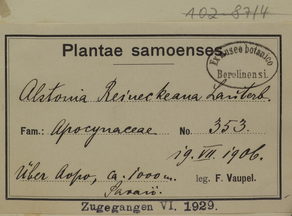 102-8714
Plantae samoenses.
Ex museo botanico
Berolinensi.
Alstonia Reineckeana Lauterb.
Fam.: Apocynaceae No. 353.
19. VII. 1906.
Über Aopo, ca. 1000 m. leg. F. Vaupel.
Savaii.
Zugegangen VI. 1929.